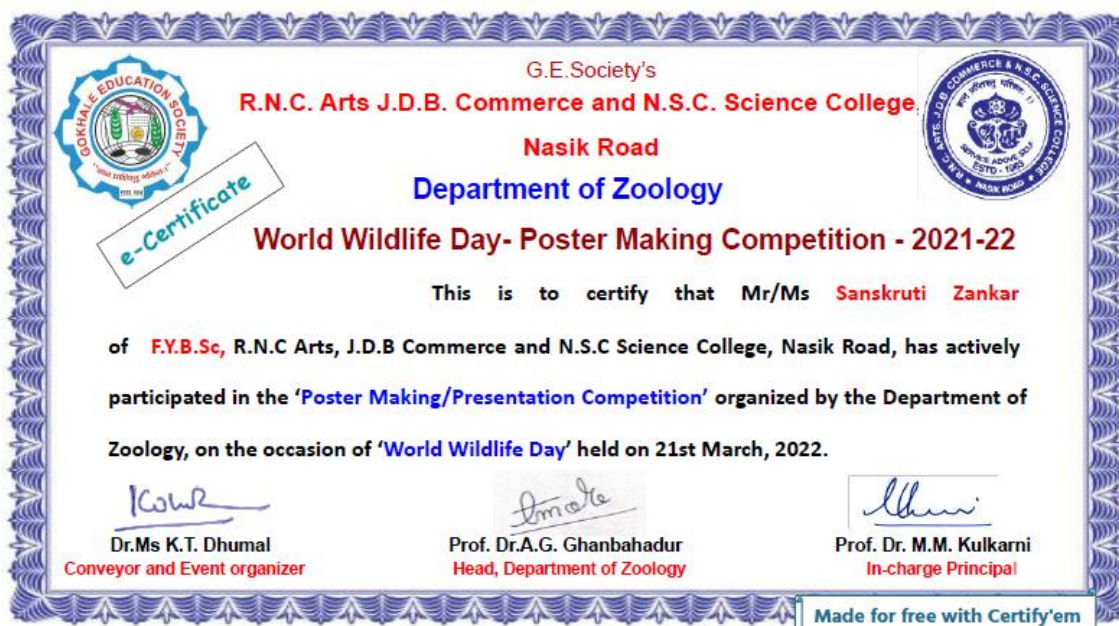 G.E.Society's
R.N.C. Arts J.D.B. Commerce and N.S.C. Science College,
Nasik Road
Department of Zoology
World Wildlife Day- Poster Making Competition - 2021-22
GOKHALE EDUCATION SOCIETY
R.N.C. ARTS, J.D.B COMMERCE & N.S.C. SCIENCE COLLEGE
SERVICE ABOVE SELF
ESTD - 1963
NASIK ROAD
e-Certificate
This is to certify that Mr/Ms Sanskruti Zankar
of F.Y.B.Sc, R.N.C Arts, J.D.B Commerce and N.S.C Science College, Nasik Road, has actively
participated in the ‘Poster Making/Presentation Competition’ organized by the Department of
Zoology, on the occasion of ‘World Wildlife Day’ held on 21st March, 2022.
Dr.Ms K.T. Dhumal
Conveyor and Event organizer
Prof. Dr.A.G. Ghanbahadur
Head, Department of Zoology
Prof. Dr. M.M. Kulkarni
In-charge Principal
Made for free with Certify'em